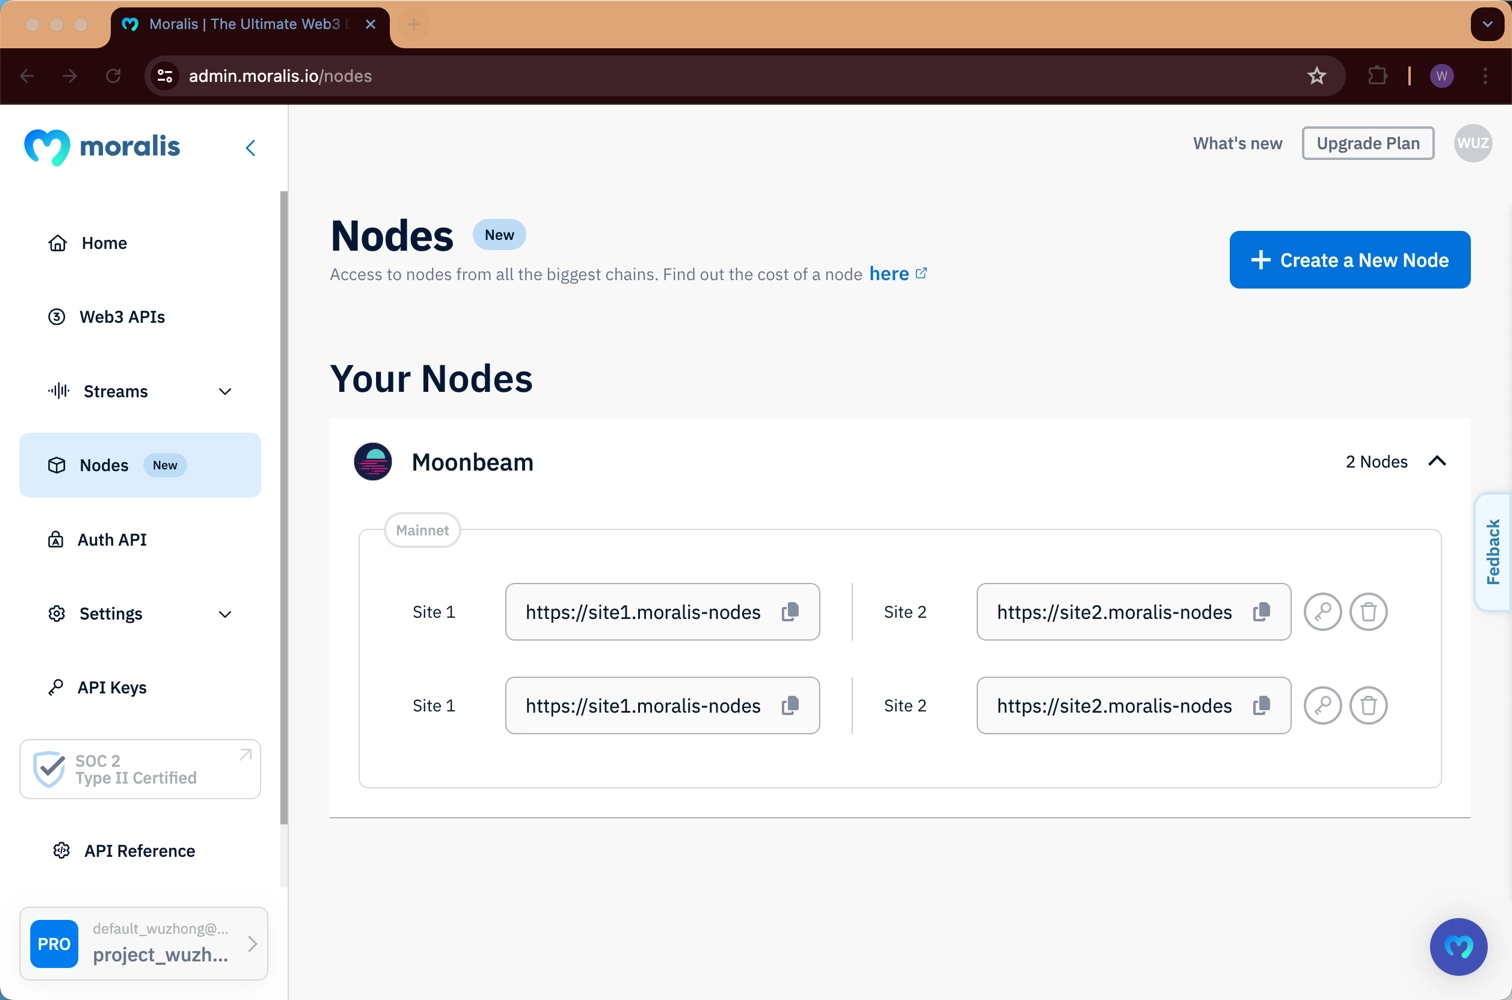 Moralis | The Ultimate Web3
admin.moralis.io/nodes
W
moralis
What's new
Upgrade Plan
WUZ
Home
Web3 APIs
Streams
Nodes New
Auth API
Settings
API Keys
SOC 2
Type II Certified
API Reference
PRO
default_wuzhong@...
project_wuzh...
Nodes New
Access to nodes from all the biggest chains. Find out the cost of a node here
Create a New Node
Your Nodes
Moonbeam
2 Nodes
Mainnet
Site 1 https://site1.moralis-nodes Site 2 https://site2.moralis-nodes
Site 1 https://site1.moralis-nodes Site 2 https://site2.moralis-nodes
Fedback